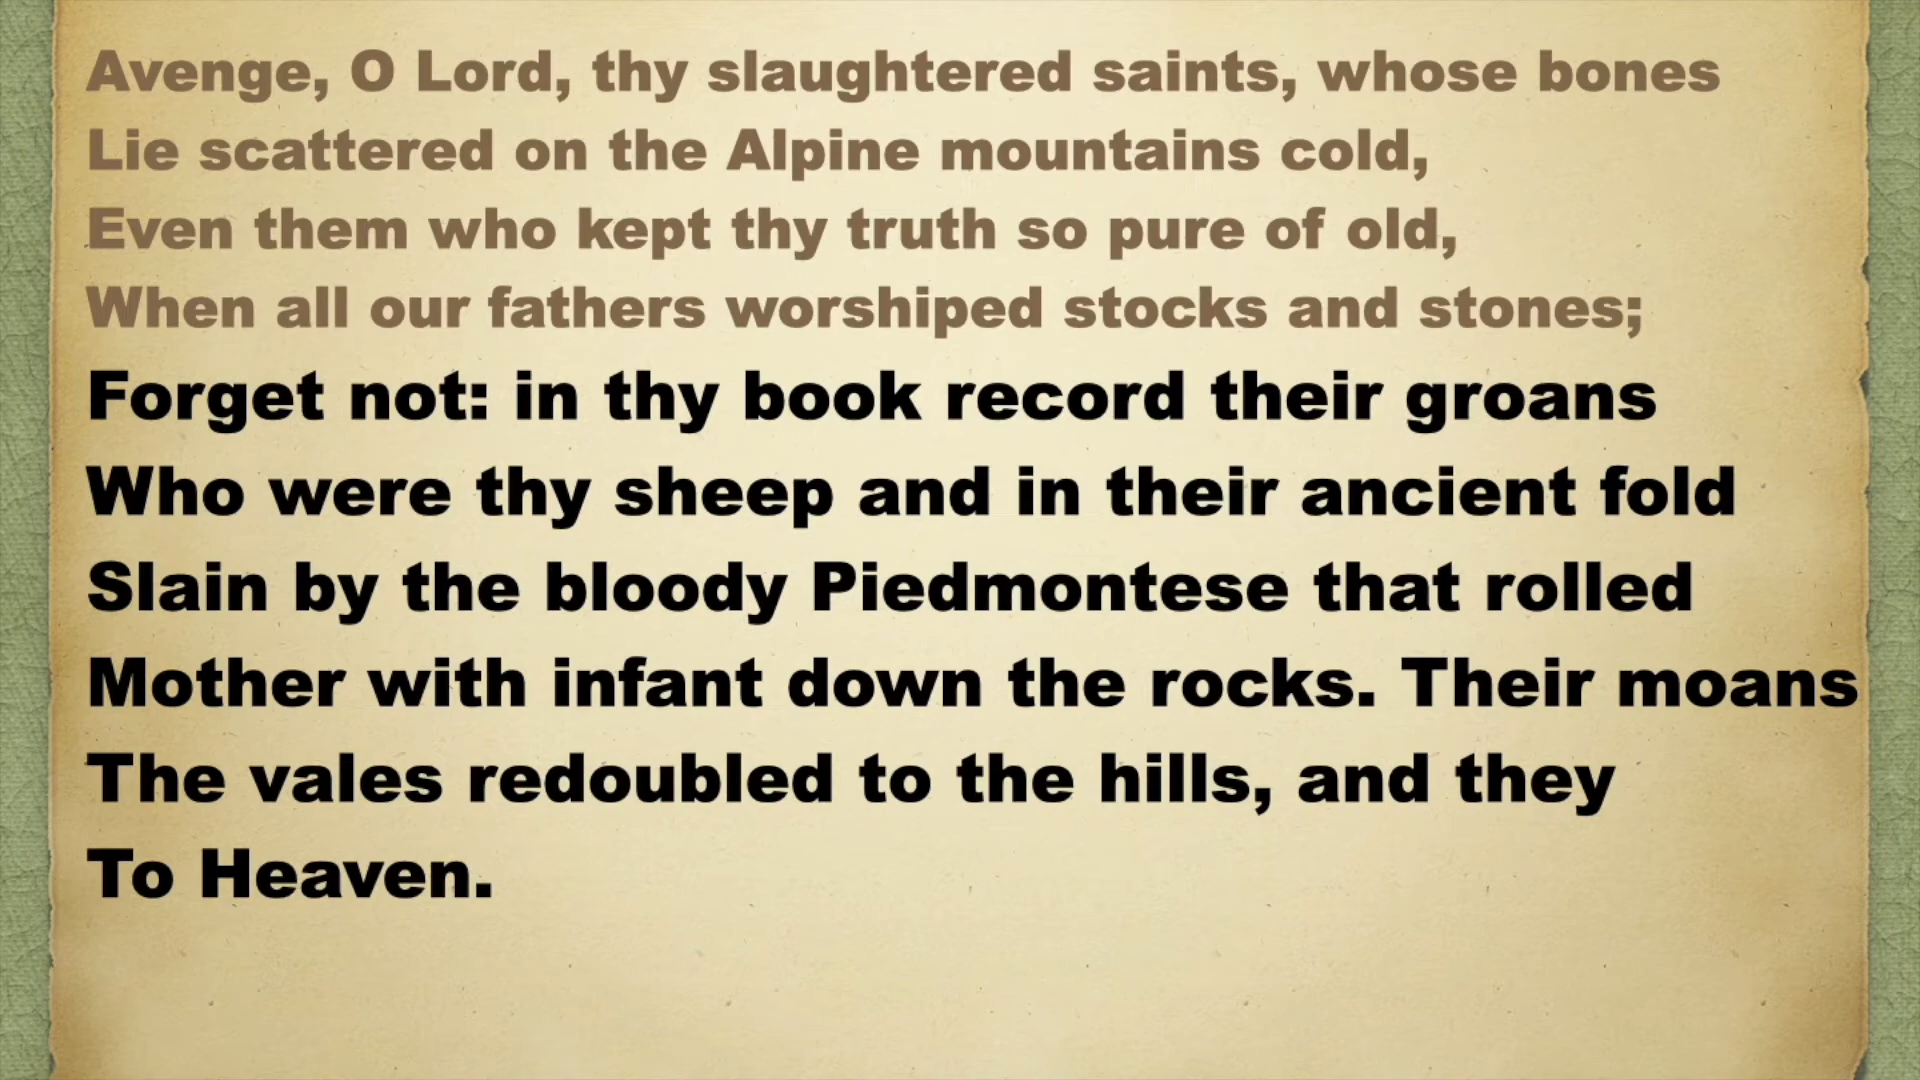 Avenge, O Lord, thy slaughtered saints, whose bones
Lie scattered on the Alpine mountains cold,
Even them who kept thy truth so pure of old,
When all our fathers worshiped stocks and stones;
Forget not: in thy book record their groans
Who were thy sheep and in their ancient fold
Slain by the bloody Piedmontese that rolled
Mother with infant down the rocks. Their moans
The vales redoubled to the hills, and they
To Heaven.